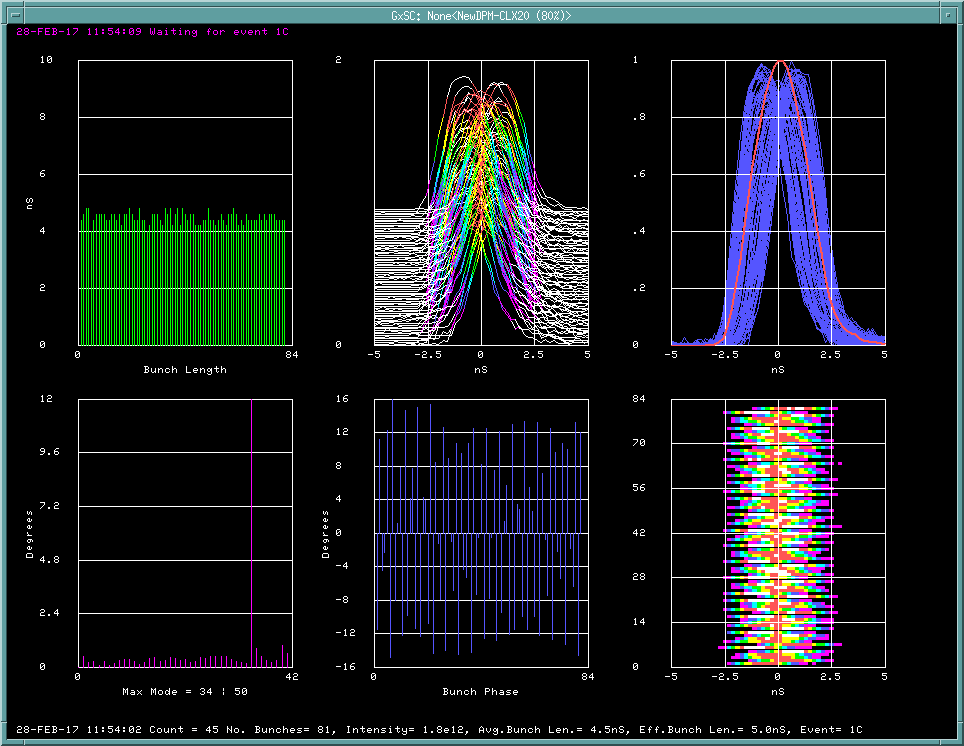 GxSC: None<NewDPM-CLX20 (80%)>
28-FEB-17 11:54:09 Waiting for event 1C
10
8
6
4
2
0
nS
0 84
Bunch Length
2
0
-5 -2.5 0 2.5 5
nS
1
.8
.6
.4
.2
0
-5 -2.5 0 2.5 5
nS
12
9.6
7.2
4.8
2.4
0
Degrees
0 42
Max Mode = 34 | 50
16
12
8
4
0
-4
-8
-12
-16
Degrees
0 84
Bunch Phase
84
70
56
42
28
14
0
-5 -2.5 0 2.5 5
nS
28-FEB-17 11:54:02 Count = 45 No. Bunches= 81, Intensity= 1.8e12, Avg.Bunch Len.= 4.5nS, Eff.Bunch Len.= 5.0nS, Event= 1C